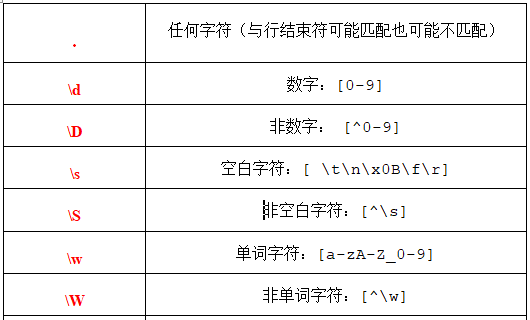 . 任何字符（与行结束符可能匹配也可能不匹配）
\d 数字：[0-9]
\D 非数字： [^0-9]
\s 空白字符：[ \t\n\x0B\f\r]
\S 非空白字符：[^\s]
\w 单词字符：[a-zA-Z_0-9]
\W 非单词字符：[^\w]